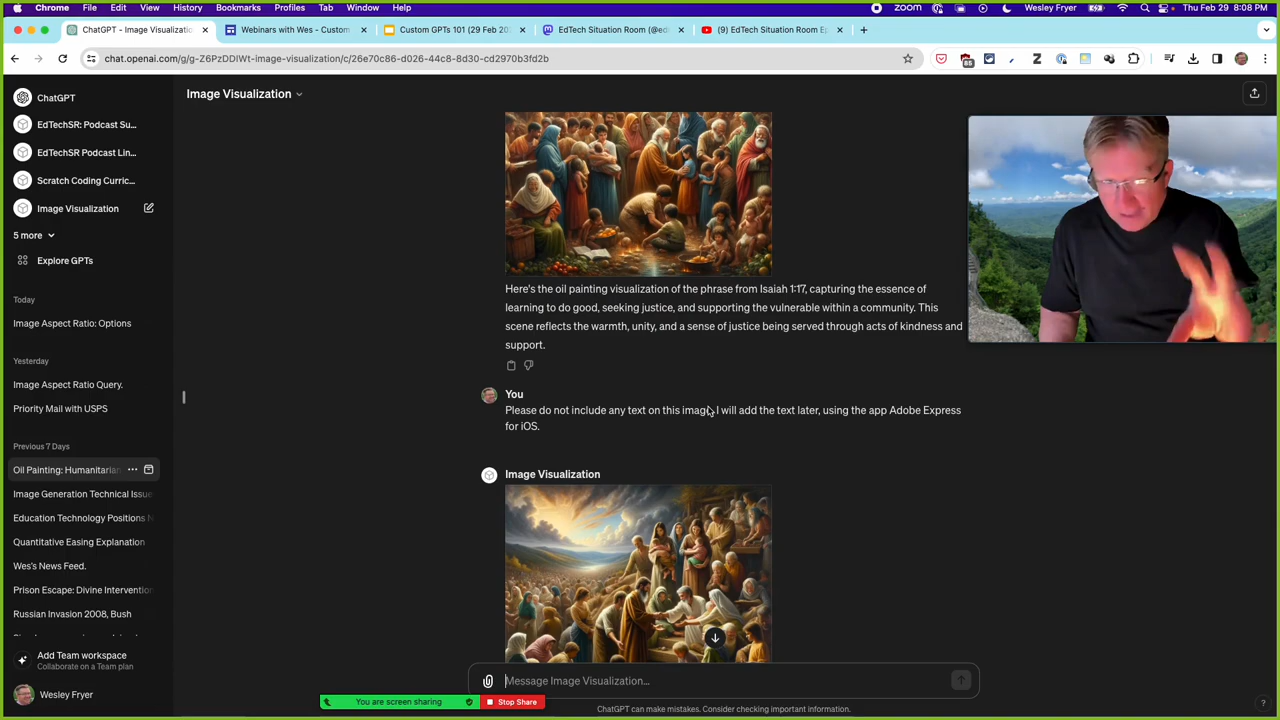 Chrome File Edit View History Bookmarks Profiles Tab Window Help
zoom Wesley Fryer Thu Feb 29 8:08 PM
ChatGPT - Image Visualizatio
Webinars with Wes - Custom
Custom GPTs 101 (29 Feb 202
EdTech Situation Room (@edt
(9) EdTech Situation Room Ep
chat.openai.com/g/g-Z6PzDDIWt-image-visualization/c/26e70c86-d026-44c8-8d30-cd2970b3fd2b
85
ChatGPT
EdTechSR: Podcast Su...
EdTechSR Podcast Lin...
Scratch Coding Curric...
Image Visualization
5 more
Explore GPTs
Today
Image Aspect Ratio: Options
Yesterday
Image Aspect Ratio Query.
Priority Mail with USPS
Previous 7 Days
Oil Painting: Humanitarian
Image Generation Technical Issue
Education Technology Positions N
Quantitative Easing Explanation
Wes's News Feed.
Prison Escape: Divine Intervention
Russian Invasion 2008, Bush
Add Team workspace
Collaborate on a Team plan
Wesley Fryer
Image Visualization
Here's the oil painting visualization of the phrase from Isaiah 1:17, capturing the essence of
learning to do good, seeking justice, and supporting the vulnerable within a community. This
scene reflects the warmth, unity, and a sense of justice being served through acts of kindness and
support.
You
Please do not include any text on this image. I will add the text later, using the app Adobe Express
for iOS.
Image Visualization
Message Image Visualization...
You are screen sharing Stop Share
ChatGPT can make mistakes. Consider checking important information.
?